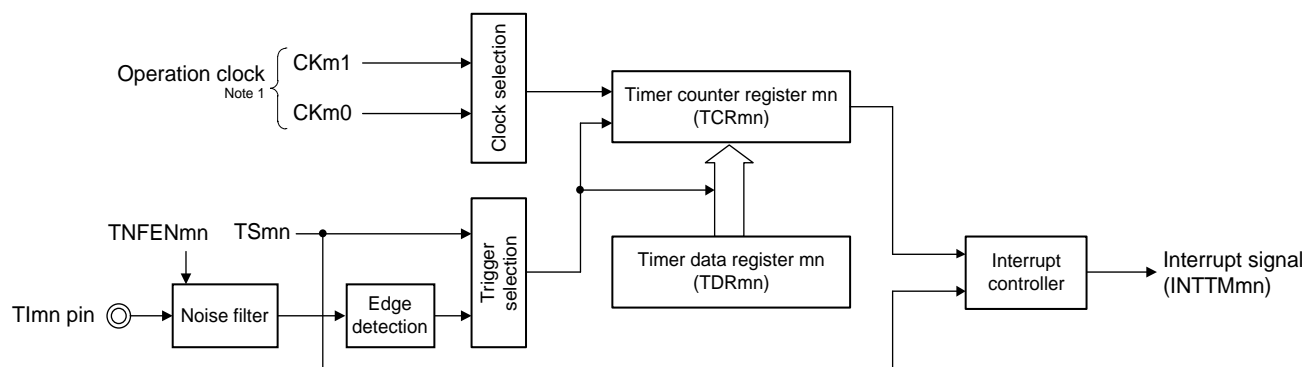 Operation clock
Note 1
CKm1
CKm0
Clock selection
Timer counter register mn
(TCRmn)
TNFENmn
TSmn
TImn pin
Noise filter
Edge
detection
Trigger
selection
Timer data register mn
(TDRmn)
Interrupt
controller
Interrupt signal
(INTTMmn)